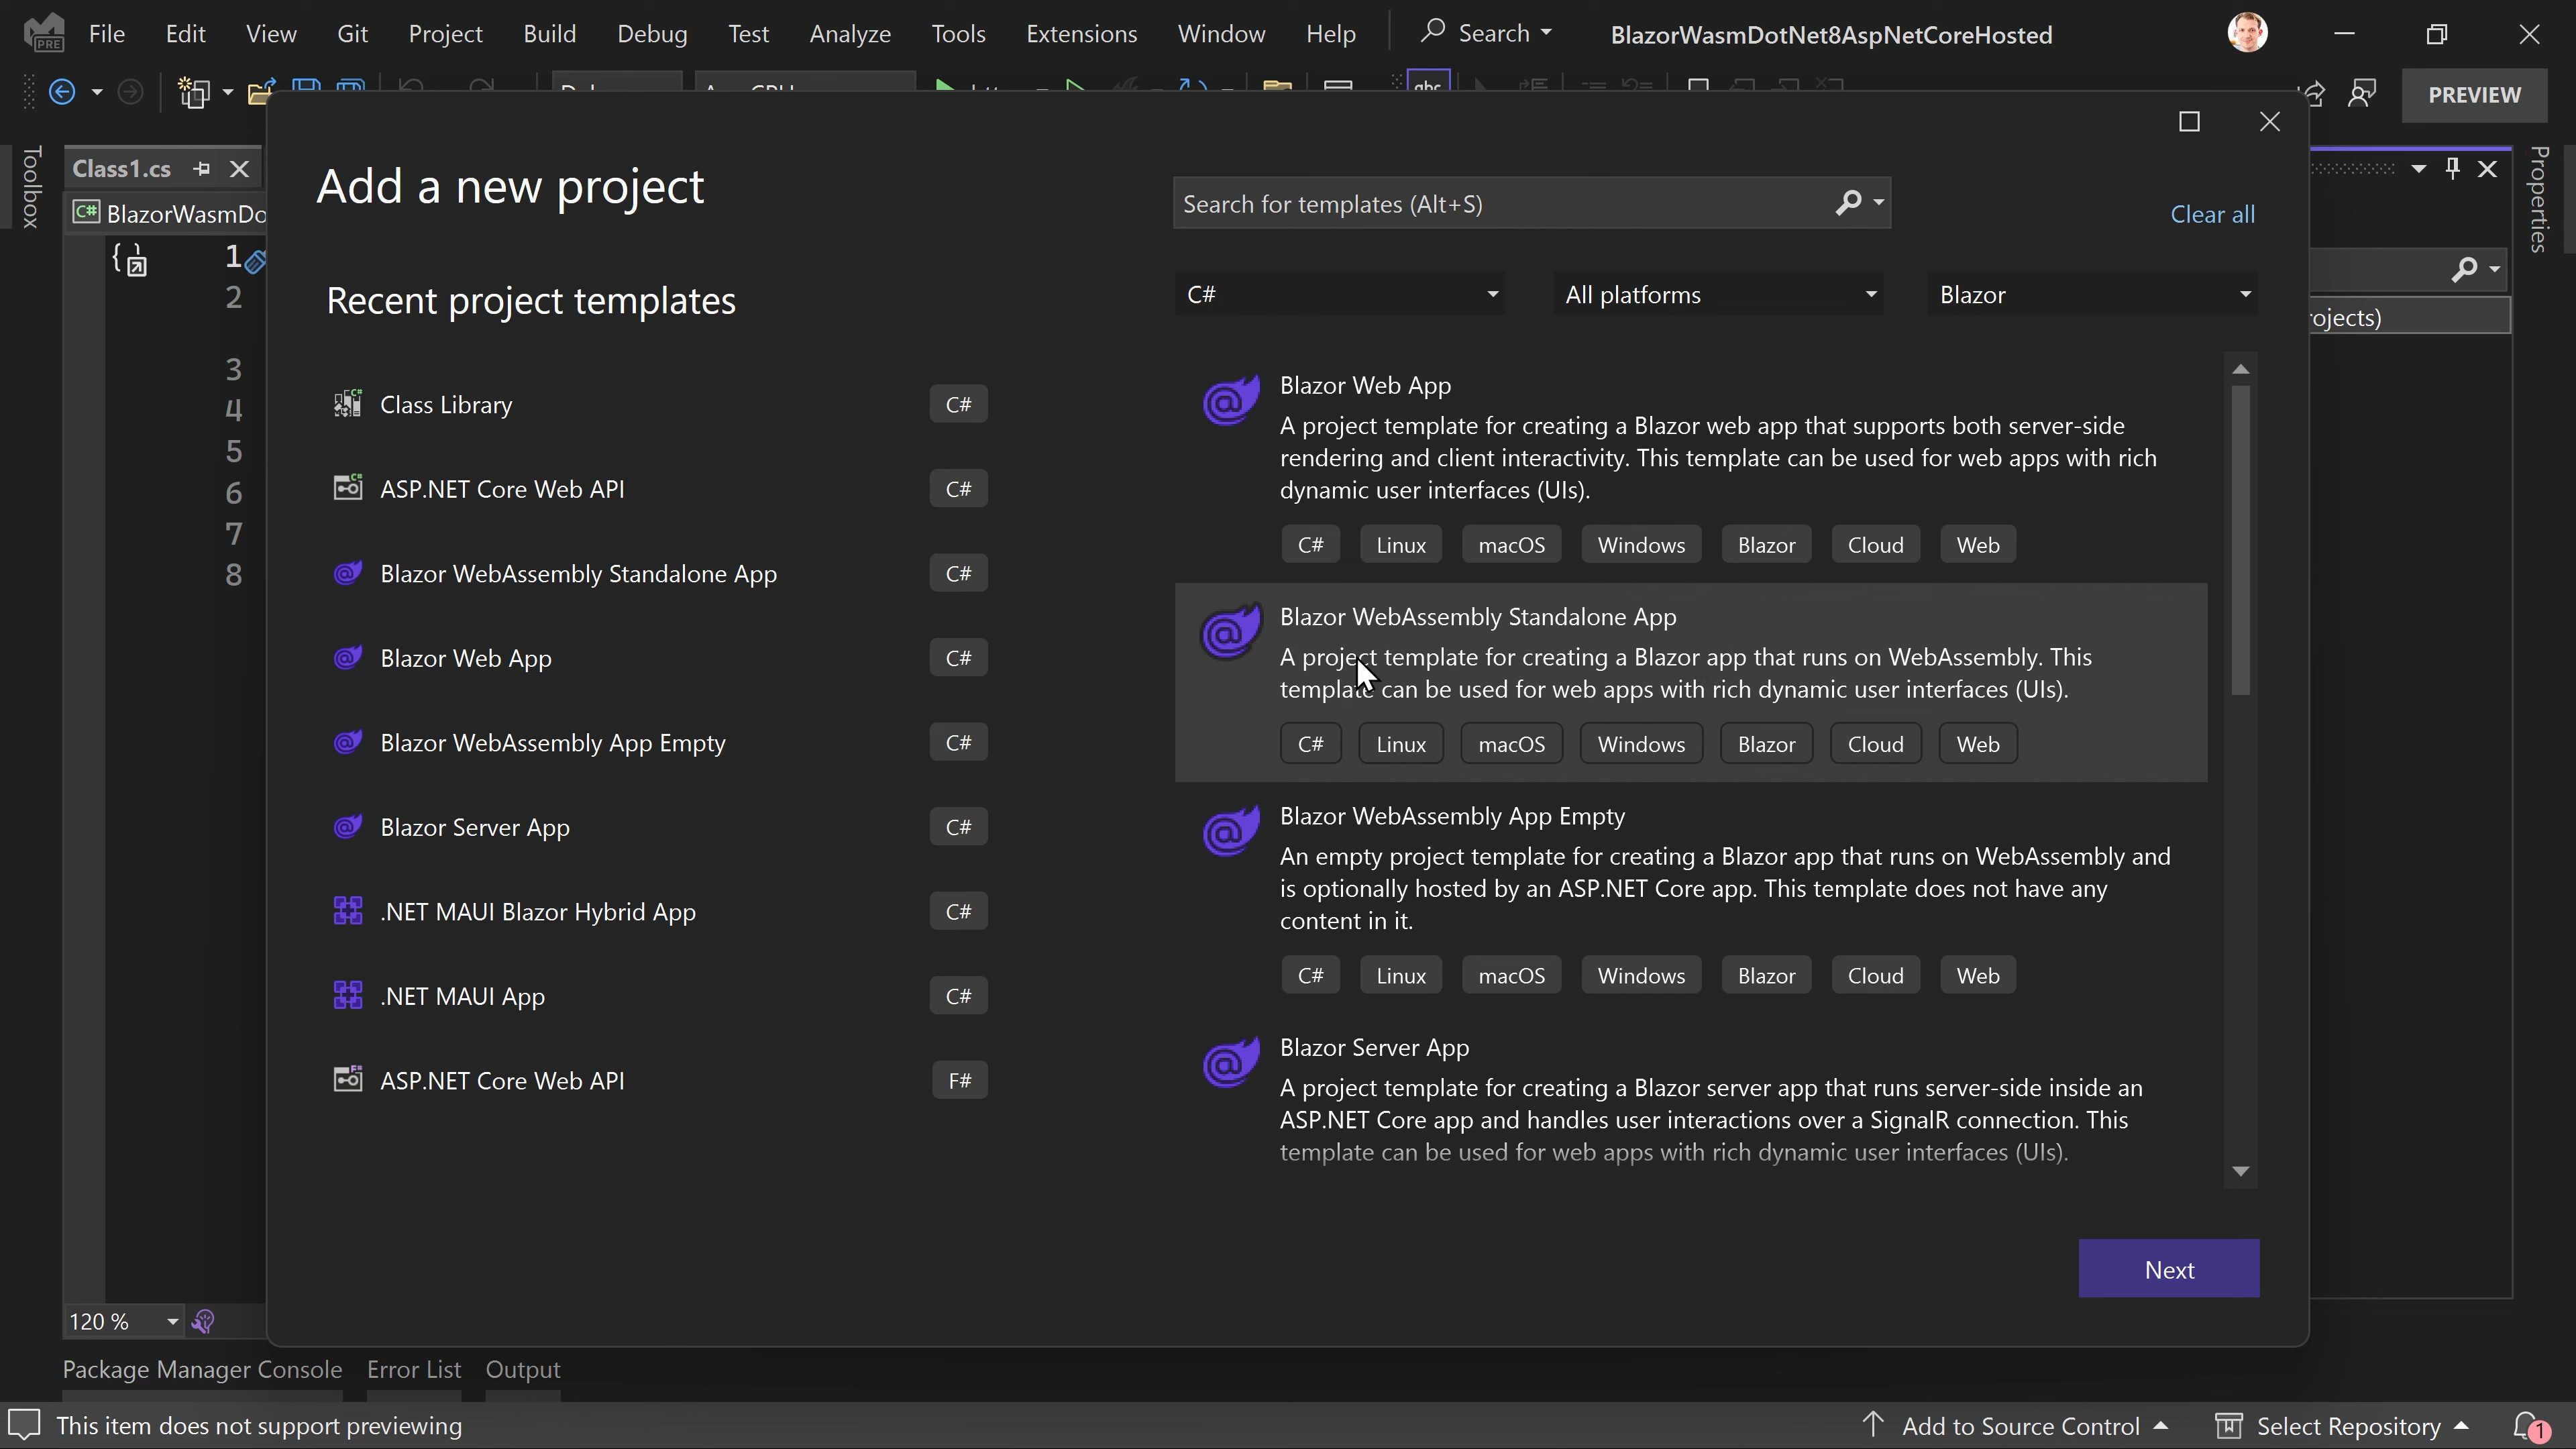 File Edit View Git Project Build Debug Test Analyze Tools Extensions Window Help Search BlazorWasmDotNet8AspNetCoreHosted
PRE
PREVIEW
Toolbox
Class1.cs
Properties
BlazorWasmDo
Add a new project
Search for templates (Alt+S)
Clear all
Recent project templates
C# All platforms Blazor
ojects)
1
2
3
4
5
6
7
8
Class Library C#
ASP.NET Core Web API C#
Blazor WebAssembly Standalone App C#
Blazor Web App C#
Blazor WebAssembly App Empty C#
Blazor Server App C#
.NET MAUI Blazor Hybrid App C#
.NET MAUI App C#
ASP.NET Core Web API F#
Blazor Web App
A project template for creating a Blazor web app that supports both server-side
rendering and client interactivity. This template can be used for web apps with rich
dynamic user interfaces (UIs).
C# Linux macOS Windows Blazor Cloud Web
Blazor WebAssembly Standalone App
A project template for creating a Blazor app that runs on WebAssembly. This
template can be used for web apps with rich dynamic user interfaces (UIs).
C# Linux macOS Windows Blazor Cloud Web
Blazor WebAssembly App Empty
An empty project template for creating a Blazor app that runs on WebAssembly and
is optionally hosted by an ASP.NET Core app. This template does not have any
content in it.
C# Linux macOS Windows Blazor Cloud Web
Blazor Server App
A project template for creating a Blazor server app that runs server-side inside an
ASP.NET Core app and handles user interactions over a SignalR connection. This
template can be used for web apps with rich dynamic user interfaces (UIs).
Next
120 %
Package Manager Console Error List Output
This item does not support previewing Add to Source Control Select Repository 1